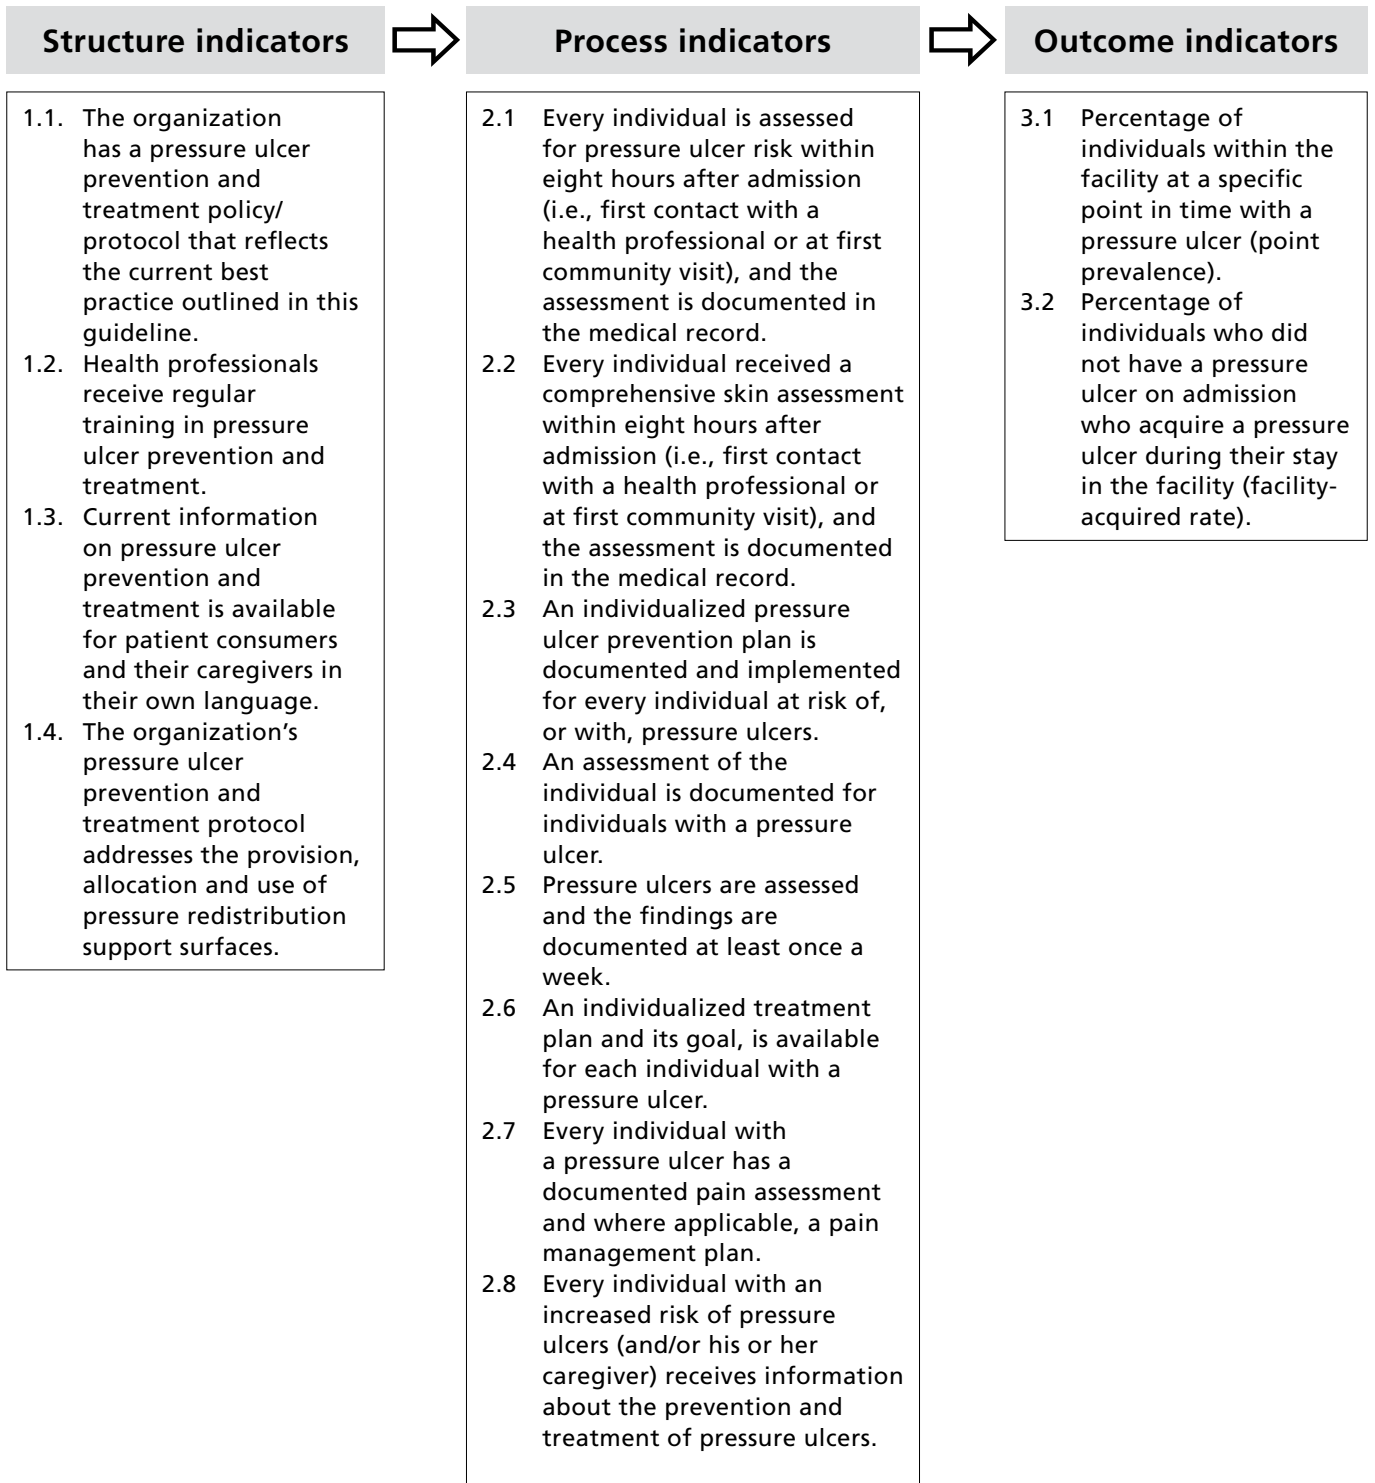 Structure indicators
Process indicators
Outcome indicators
1.1. The organization
has a pressure ulcer
prevention and
treatment policy/
protocol that reflects
the current best
practice outlined in this
guideline.
1.2. Health professionals
receive regular
training in pressure
ulcer prevention and
treatment.
1.3. Current information
on pressure ulcer
prevention and
treatment is available
for patient consumers
and their caregivers in
their own language.
1.4. The organization’s
pressure ulcer
prevention and
treatment protocol
addresses the provision,
allocation and use of
pressure redistribution
support surfaces.
2.1 Every individual is assessed
for pressure ulcer risk within
eight hours after admission
(i.e., first contact with a
health professional or at first
community visit), and the
assessment is documented in
the medical record.
2.2 Every individual received a
comprehensive skin assessment
within eight hours after
admission (i.e., first contact
with a health professional or
at first community visit), and
the assessment is documented
in the medical record.
2.3 An individualized pressure
ulcer prevention plan is
documented and implemented
for every individual at risk of,
or with, pressure ulcers.
2.4 An assessment of the
individual is documented for
individuals with a pressure
ulcer.
2.5 Pressure ulcers are assessed
and the findings are
documented at least once a
week.
2.6 An individualized treatment
plan and its goal, is available
for each individual with a
pressure ulcer.
2.7 Every individual with
a pressure ulcer has a
documented pain assessment
and where applicable, a pain
management plan.
2.8 Every individual with an
increased risk of pressure
ulcers (and/or his or her
caregiver) receives information
about the prevention and
treatment of pressure ulcers.
3.1 Percentage of
individuals within the
facility at a specific
point in time with a
pressure ulcer (point
prevalence).
3.2 Percentage of
individuals who did
not have a pressure
ulcer on admission
who acquire a pressure
ulcer during their stay
in the facility (facility-
acquired rate).